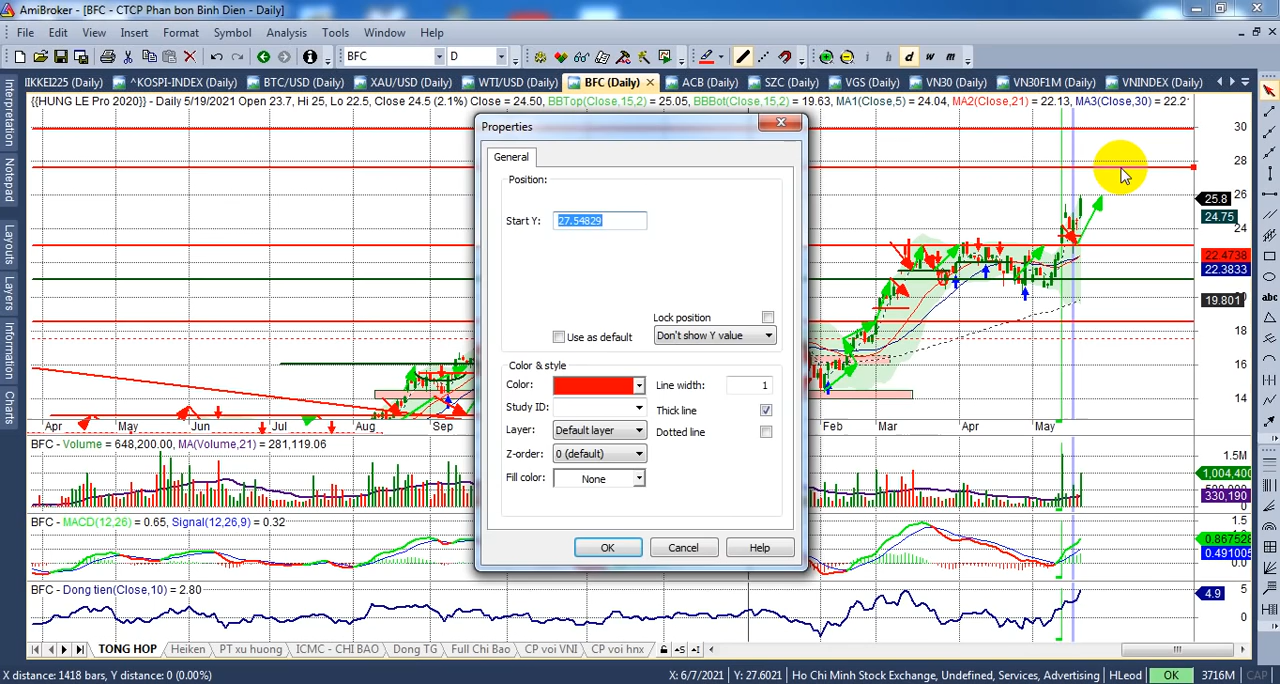 AmiBroker - [BFC - CTCP Phan bon Binh Dien - Daily]
File Edit View Insert Format Symbol Analysis Tools Window Help
BFC D i h d w m
(Daily) ^KOSPI-INDEX (Daily) BTC/USD (Daily) XAU/USD (Daily) WTI/USD (Daily) BFC (Daily) ACB (Daily) SZC (Daily) VGS (Daily) VN30 (Daily) VN30F1M (Daily) VNINDEX (Daily)
{{HUNG LE Pro 2020}} - Daily 5/19/2021 Open 23.7, Hi 25, Lo 22.5, Close 24.5 (2.1%) Close = 24.50, BBTop(Close,15,2) = 25.05, BBBot(Close,15,2) = 19.63, MA1(Close,5) = 24.04, MA2(Close,21) = 22.13, MA3(Close,30) = 22.2
Interpretation
Notepad
Layouts
Layers
Information
Charts
Properties
General
Position:
Start Y: 27.54829
Lock position
Use as default Don't show Y value
Color & style
Color: Line width: 1
Study ID: Thick line
Layer: Default layer Dotted line
Z-order: 0 (default)
Fill color: None
OK Cancel Help
30
28
26
25.8
24.75
24
22.4738
22.3833
19.801
18
16
14
abc
Apr May Jun Jul Aug Sep Feb Mar Apr May
BFC - Volume = 648,200.00, MA(Volume,21) = 281,119.06
1.5M
1,004,400
330,190
BFC - MACD(12,26) = 0.65, Signal(12,26,9) = 0.32
1.5
0.867528
0.491005
0.0
BFC - Dong tien(Close,10) = 2.80
5
4.9
0
TONG HOP Heiken PT xu huong ICMC - CHI BAO Dong TG Full Chi Bao CP voi VNI CP voi hnx
X distance: 1418 bars, Y distance: 0 (0.00%) X: 6/7/2021 Y: 27.6021 Ho Chi Minh Stock Exchange, Undefined, Services, Advertising HLeod OK 3716M CAP